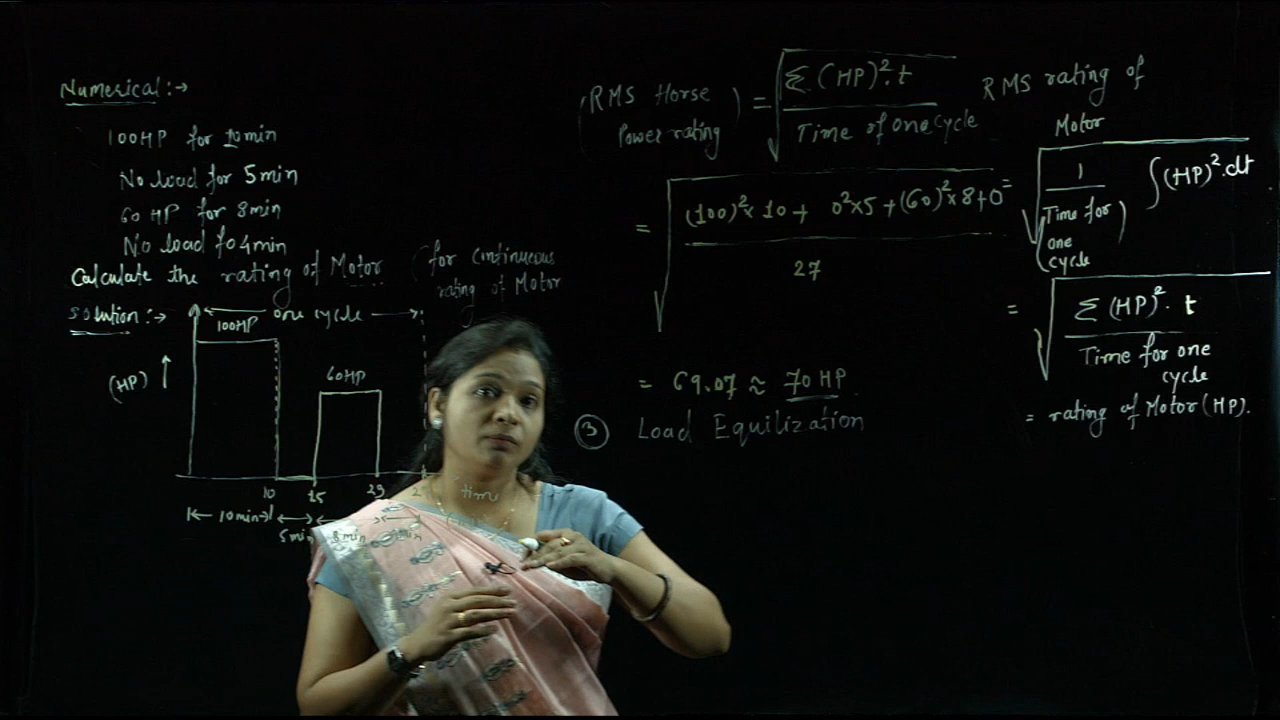 Numerical :→
100HP for 10min
No load for 5min
60 HP for 8min
No load fo 4min
Calculate the rating of Motor (for continuous
rating of Motor
Solution :→
one cycle
100HP
60HP
(HP)
10 15 23 2 time
10min
5min 8min
(RMS Horse
Power rating) = √ Σ (HP)².t
Time of one cycle
= √ (100)² × 10 + 0² × 5 + (60)² × 8 + 0
27
= 69.07 ≈ 70 HP.
③ Load Equilization
RMS rating of
Motor
= √ (1 ∫(HP)².dt
Time for
one
cycle)
= √ Σ (HP)². t
Time for one
cycle
= rating of Motor (HP).